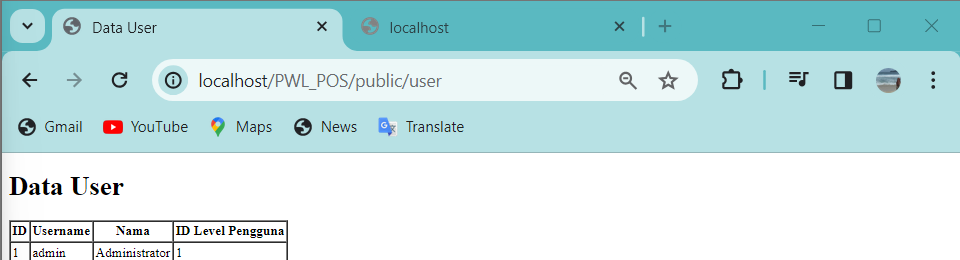 Data User
localhost
localhost/PWL_POS/public/user
Gmail YouTube Maps News Translate
Data User
ID Username Nama ID Level Pengguna
1 admin Administrator 1